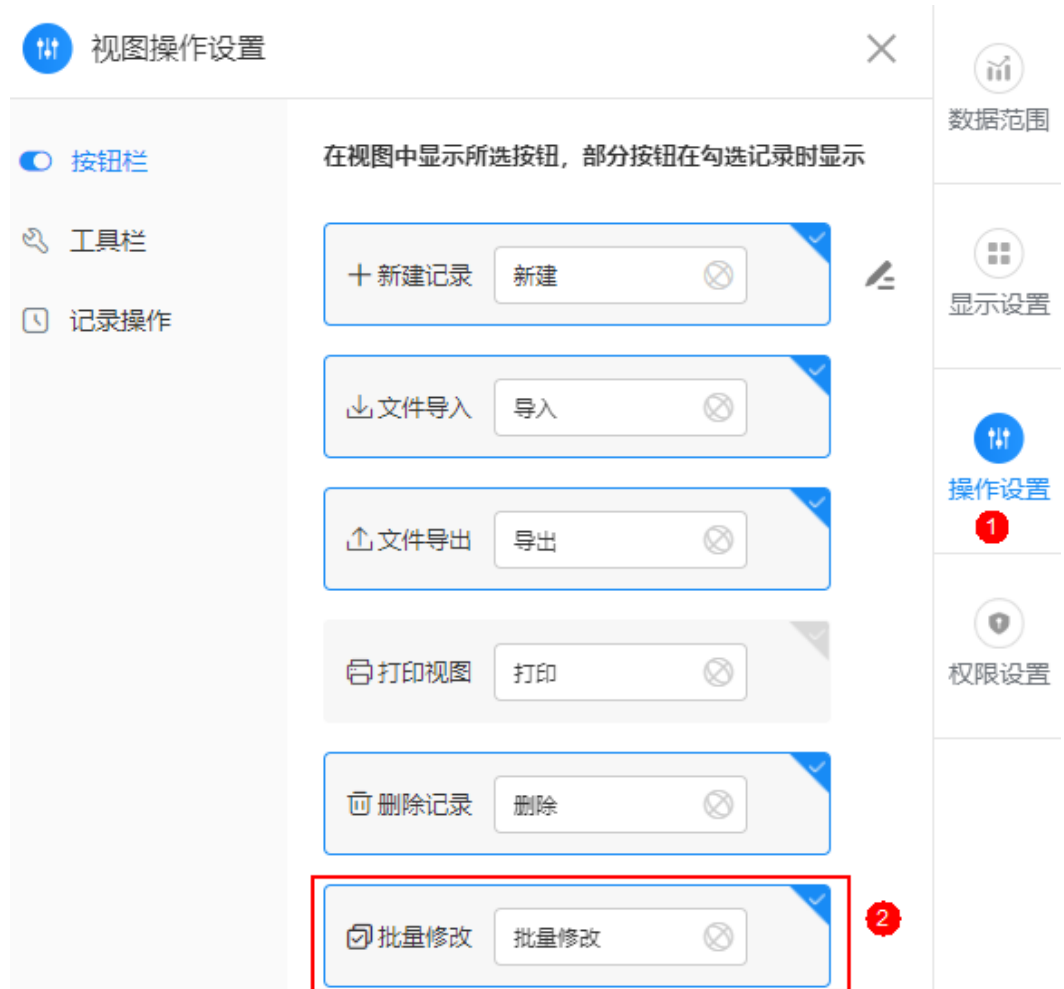 视图操作设置
按钮栏
工具栏
记录操作
在视图中显示所选按钮，部分按钮在勾选记录时显示
新建记录 新建
文件导入 导入
文件导出 导出
打印视图 打印
删除记录 删除
批量修改 批量修改
2
数据范围
显示设置
操作设置
1
权限设置